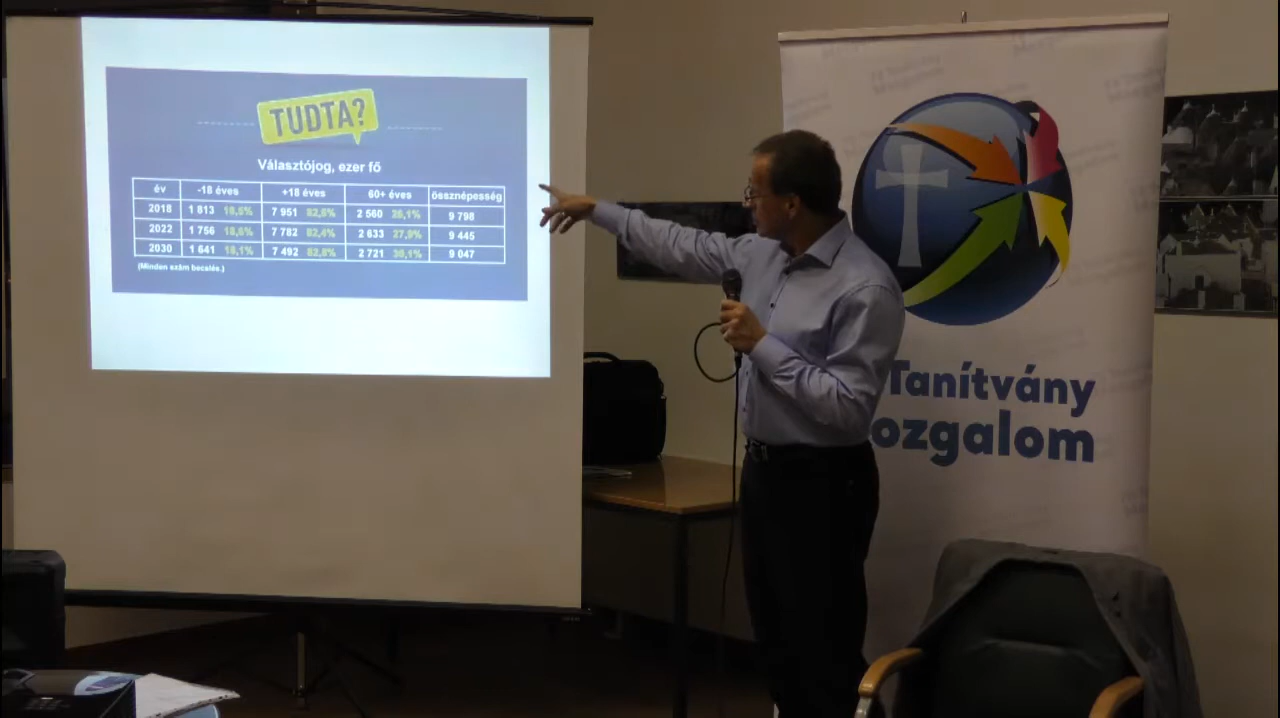 TUDTA?
Választójog, ezer fő
év -18 éves +18 éves 60+ éves össznépesség
2018 1 813 18,5% 7 951 82,6% 2 560 26,1% 9 798
2022 1 756 18,6% 7 782 82,4% 2 633 27,9% 9 445
2030 1 641 18,1% 7 492 82,8% 2 721 30,1% 9 047
(Minden szám becslés.)
Tanítvány
ozgalom